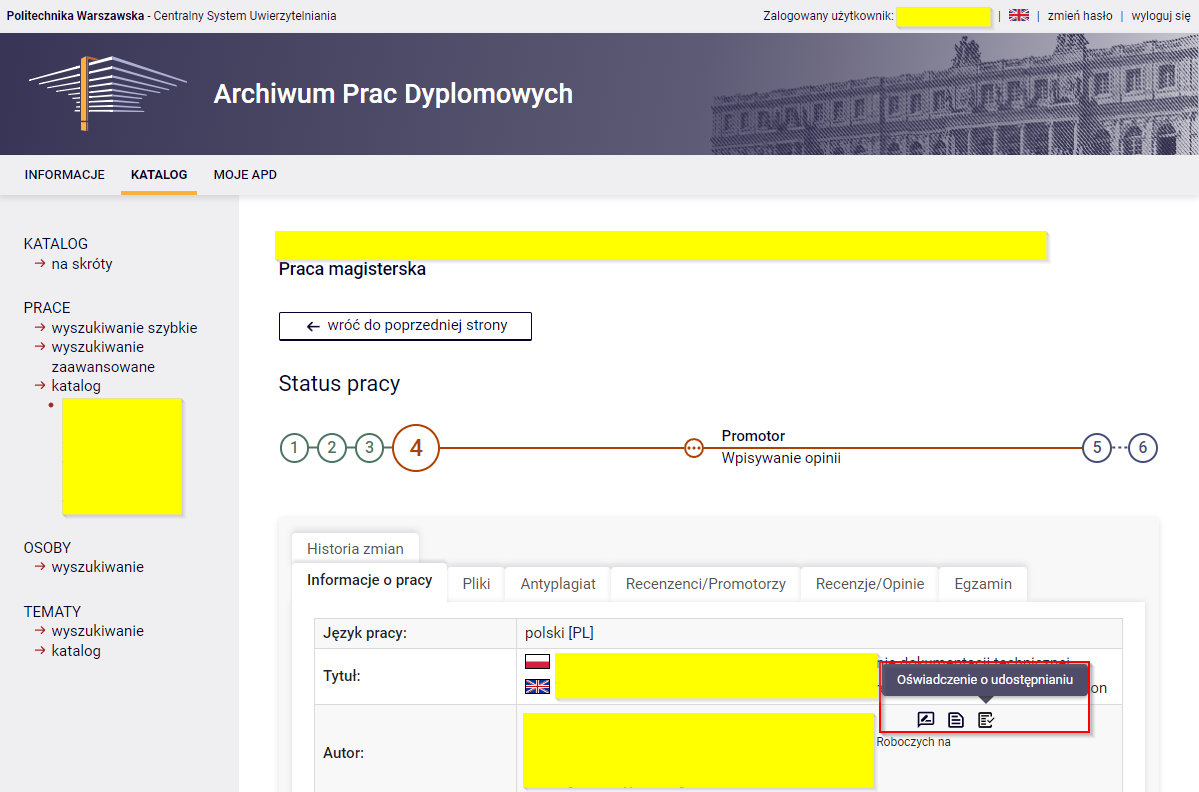 Politechnika Warszawska - Centralny System Uwierzytelniania
Zalogowany użytkownik: | | zmień hasło | wyloguj się
Archiwum Prac Dyplomowych
INFORMACJE KATALOG MOJE APD
KATALOG
→ na skróty
PRACE
→ wyszukiwanie szybkie
→ wyszukiwanie
zaawansowane
→ katalog
OSOBY
→ wyszukiwanie
TEMATY
→ wyszukiwanie
→ katalog
Praca magisterska
← wróć do poprzedniej strony
Status pracy
1 2 3 4
Promotor
Wpisywanie opinii
5 6
Historia zmian
Informacje o pracy Pliki Antyplagiat Recenzenci/Promotorzy Recenzje/Opinie Egzamin
Język pracy: polski [PL]
Tytuł:
dokumentacji technicznej
Oświadczenie o udostępnianiu
on
Autor:
Roboczych na